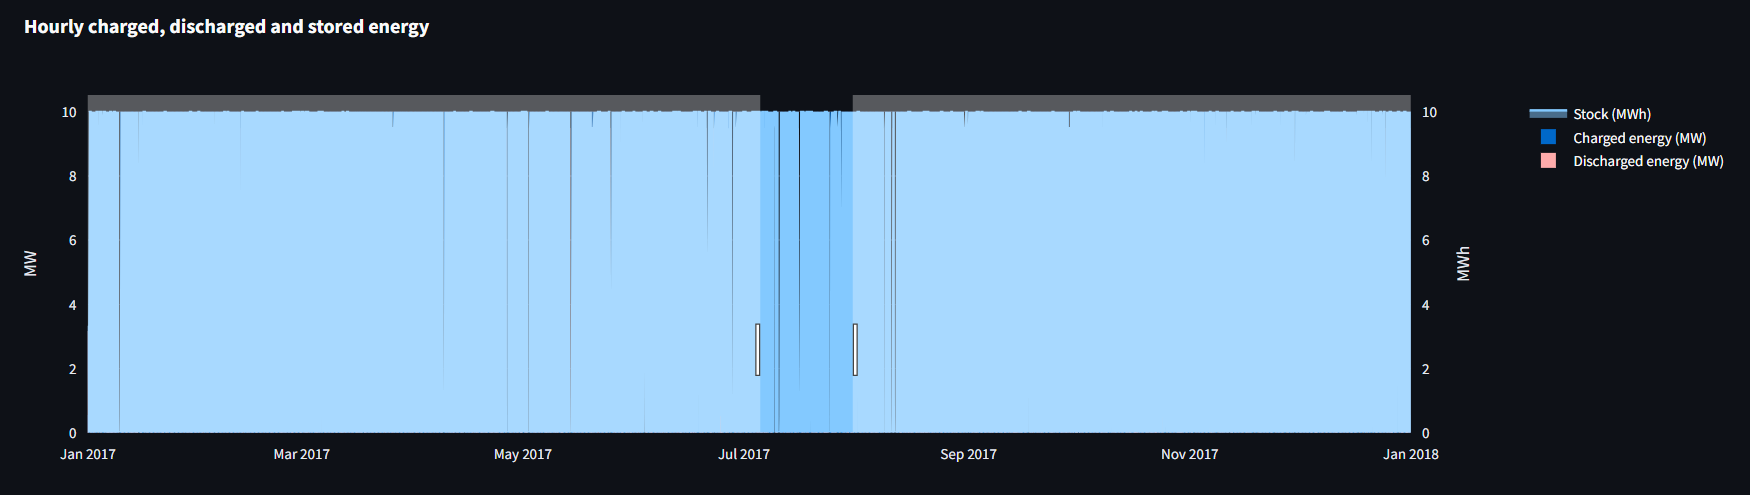 Hourly charged, discharged and stored energy
10
8
6
4
2
0
MW
10
8
6
4
2
0
MWh
Jan 2017
Mar 2017
May 2017
Jul 2017
Sep 2017
Nov 2017
Jan 2018
Stock (MWh)
Charged energy (MW)
Discharged energy (MW)